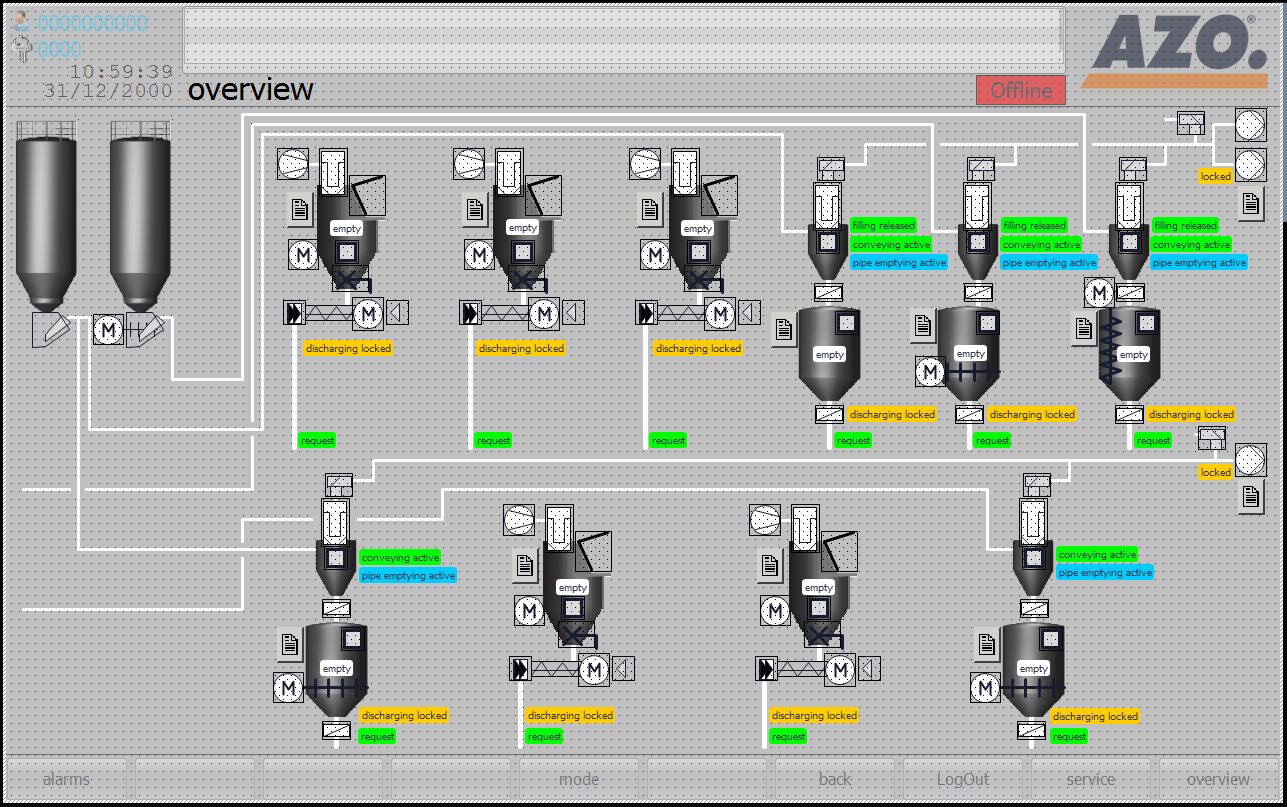 0000000000
0000
10:59:39
31/12/2000
overview
Offline
AZO.®
locked
empty
empty
empty
filling released
conveying active
pipe emptying active
filling released
conveying active
pipe emptying active
filling released
conveying active
pipe emptying active
M
M
M
M
M
M
M
M
discharging locked
discharging locked
discharging locked
empty
empty
empty
M
discharging locked
discharging locked
discharging locked
request
request
request
request
request
request
locked
conveying active
pipe emptying active
conveying active
pipe emptying active
empty
empty
M
M
empty
empty
M
M
M
M
discharging locked
discharging locked
discharging locked
discharging locked
request
request
request
request
alarms
mode
back
LogOut
service
overview